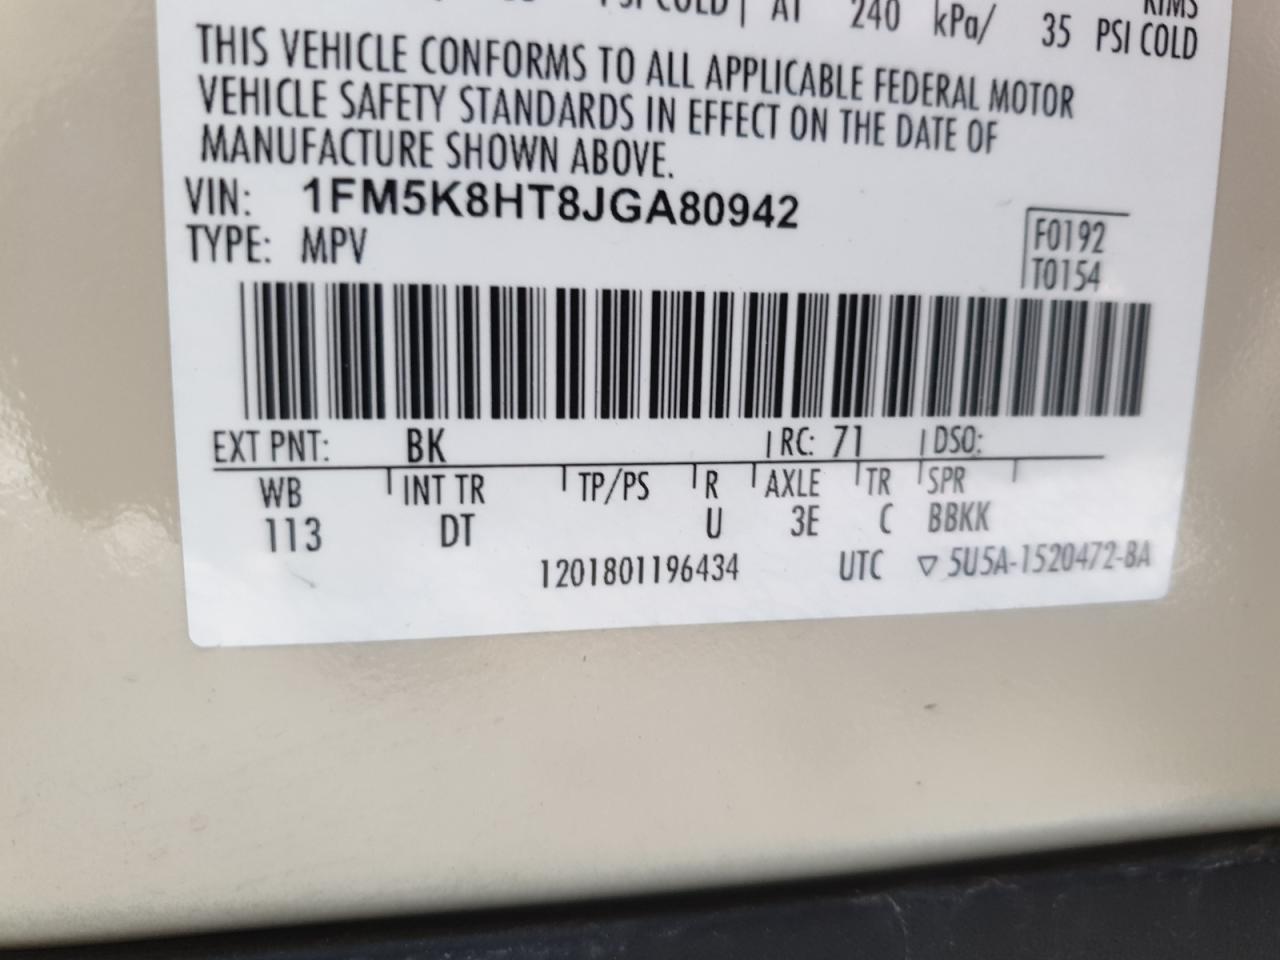 PSI COLD | AT 240 kPa/ 35 PSI COLD
THIS VEHICLE CONFORMS TO ALL APPLICABLE FEDERAL MOTOR
VEHICLE SAFETY STANDARDS IN EFFECT ON THE DATE OF
MANUFACTURE SHOWN ABOVE.
VIN: 1FM5K8HT8JGA80942
TYPE: MPV
F0192
T0154
EXT PNT: BK RC: 71 DSO:
WB INT TR TP/PS R AXLE TR SPR
113 DT U 3E C BBKK
1201801196434 UTC ▽ 5U5A-1520472-BA